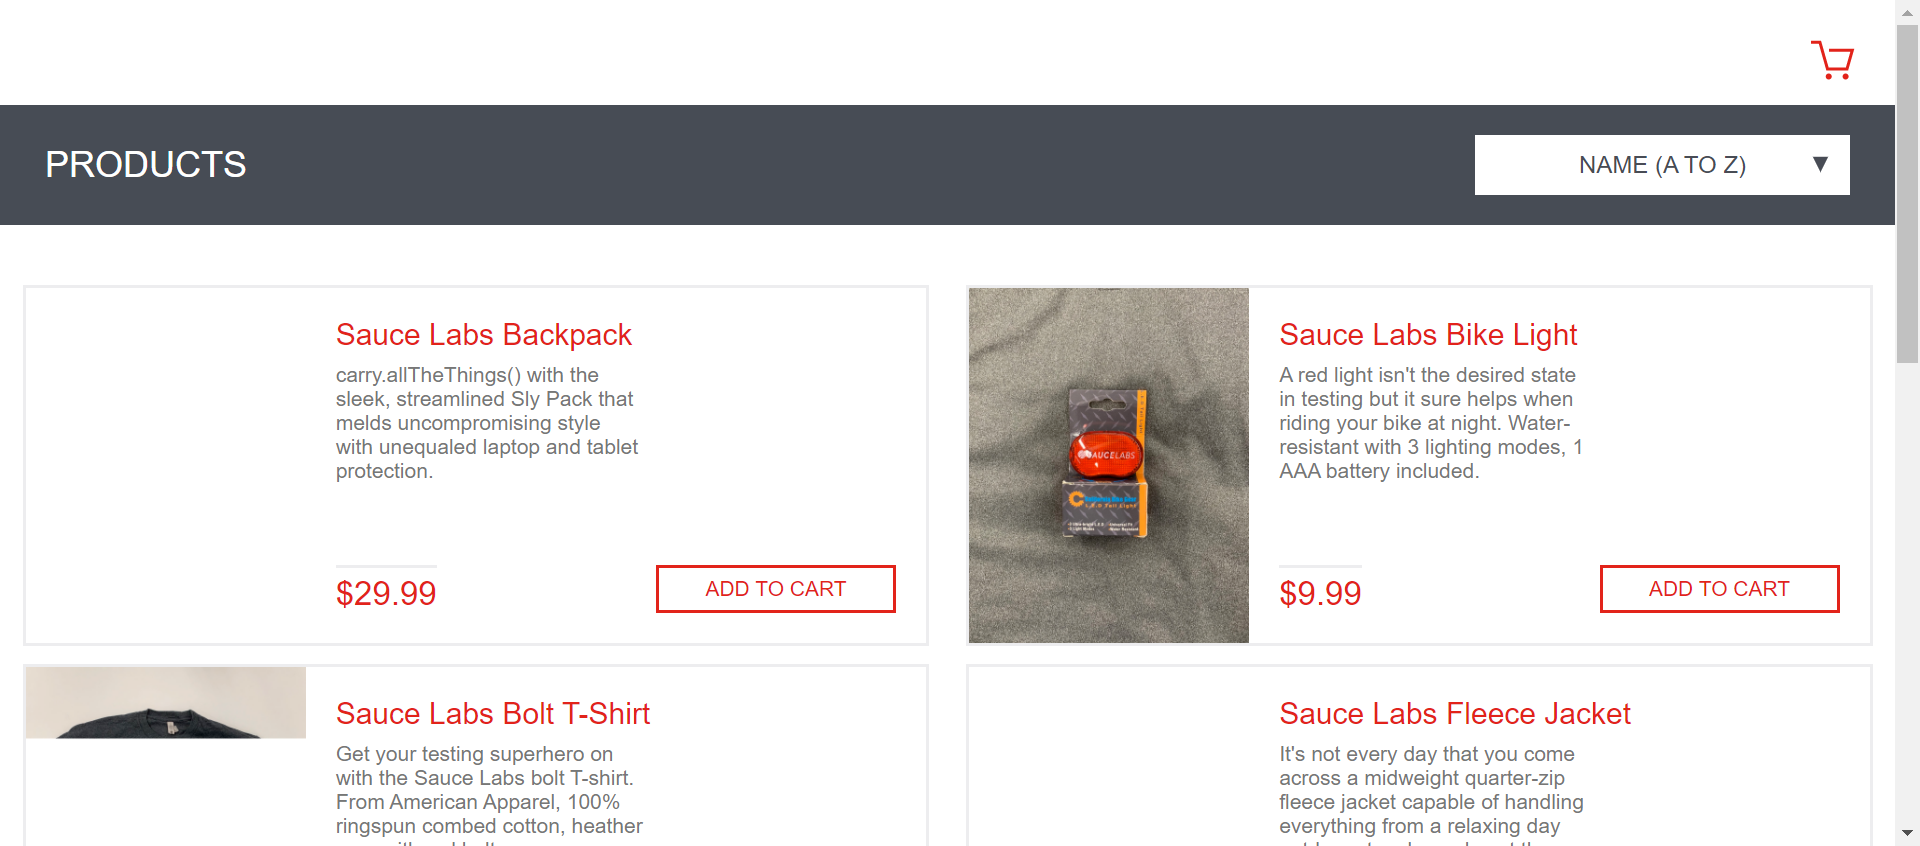 PRODUCTS
NAME (A TO Z)
Sauce Labs Backpack
carry.allTheThings() with the
sleek, streamlined Sly Pack that
melds uncompromising style
with unequaled laptop and tablet
protection.
$29.99
ADD TO CART
SAUCELABS
Sauce Labs Bike Light
A red light isn't the desired state
in testing but it sure helps when
riding your bike at night. Water-
resistant with 3 lighting modes, 1
AAA battery included.
$9.99
ADD TO CART
Sauce Labs Bolt T-Shirt
Get your testing superhero on
with the Sauce Labs bolt T-shirt.
From American Apparel, 100%
ringspun combed cotton, heather
Sauce Labs Fleece Jacket
It's not every day that you come
across a midweight quarter-zip
fleece jacket capable of handling
everything from a relaxing day